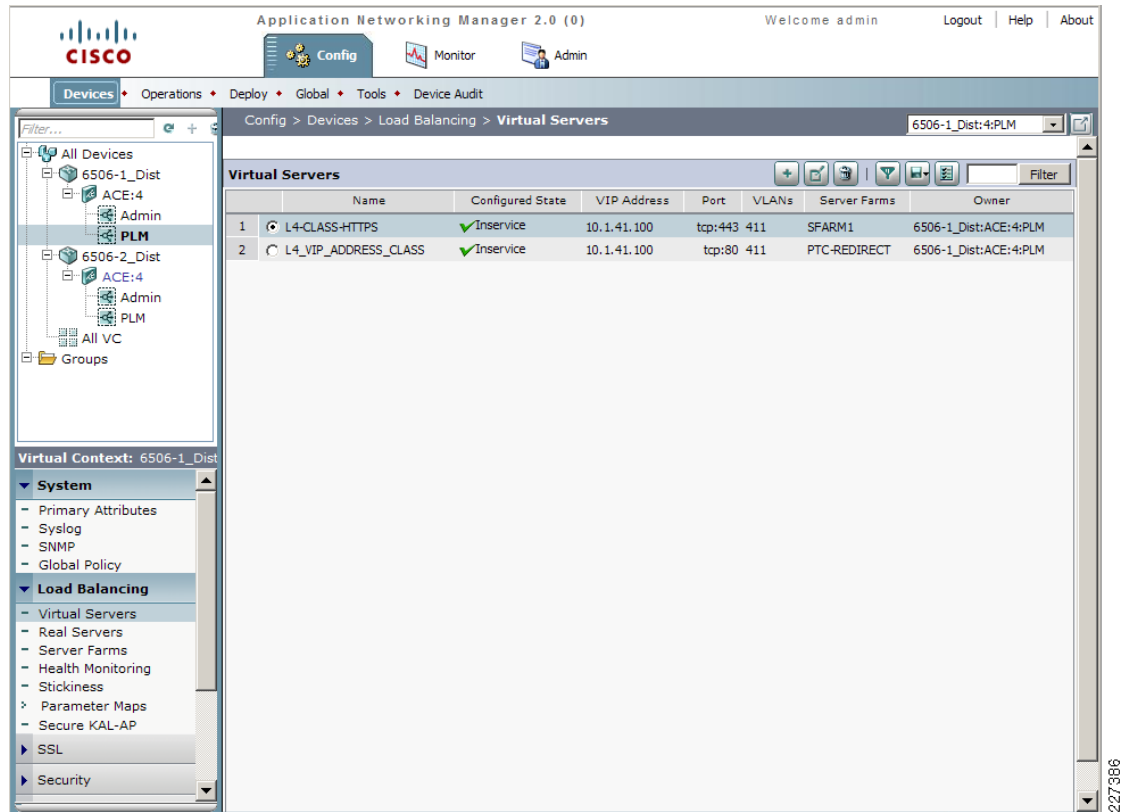 Application Networking Manager 2.0 (0)
Welcome admin
Logout | Help | About
CISCO
Config
Monitor
Admin
Devices
Operations
Deploy
Global
Tools
Device Audit
Filter...
Config > Devices > Load Balancing > Virtual Servers
6506-1_Dist:4:PLM
All Devices
6506-1_Dist
ACE:4
Admin
PLM
6506-2_Dist
ACE:4
Admin
PLM
All VC
Groups
Virtual Servers
Filter
Name Configured State VIP Address Port VLANs Server Farms Owner
1 L4-CLASS-HTTPS Inservice 10.1.41.100 tcp:443 411 SFARM1 6506-1_Dist:ACE:4:PLM
2 L4_VIP_ADDRESS_CLASS Inservice 10.1.41.100 tcp:80 411 PTC-REDIRECT 6506-1_Dist:ACE:4:PLM
Virtual Context: 6506-1_Dist
System
Primary Attributes
Syslog
SNMP
Global Policy
Load Balancing
Virtual Servers
Real Servers
Server Farms
Health Monitoring
Stickiness
Parameter Maps
Secure KAL-AP
SSL
Security
227386